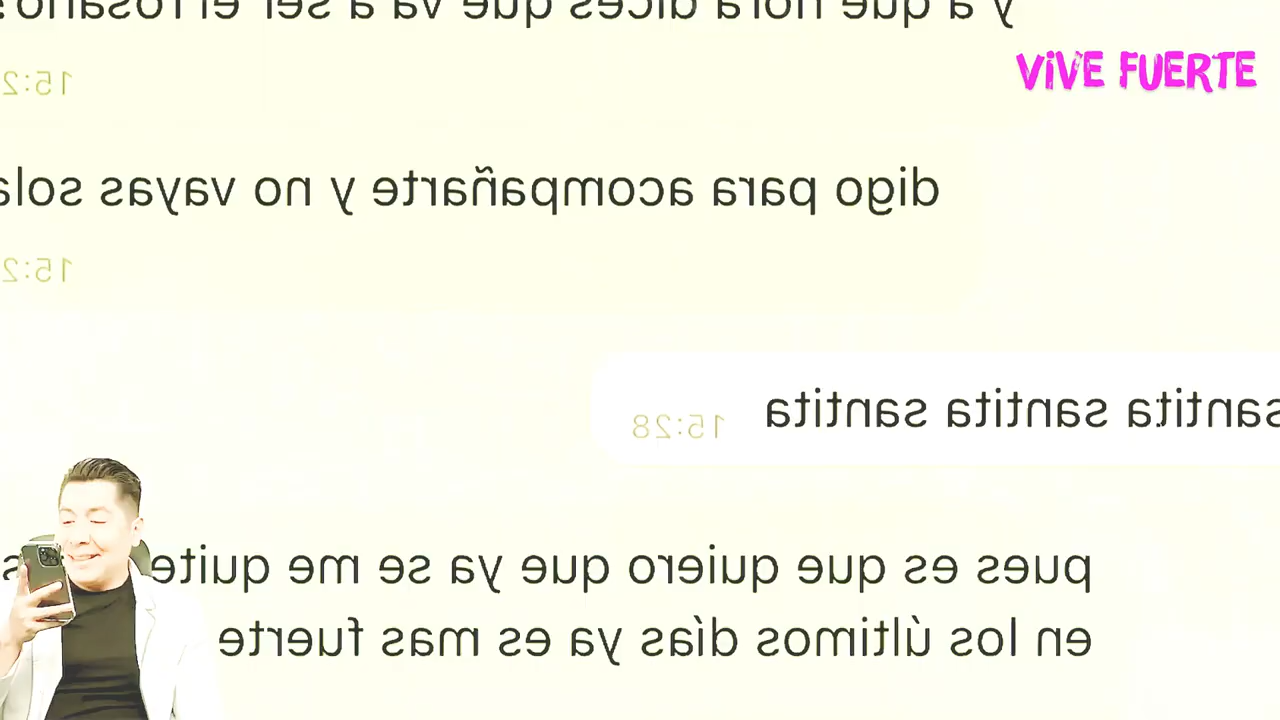 y a que hora dices que va a ser el rosario?
15:2
VIVE FUERTE
digo para acompañarte y no vayas sola
15:2
santita santita santita
15:28
pues es que quiero que ya se me quite
en los últimos días ya es mas fuerte